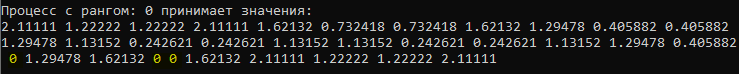 Процесс с рангом: 0 принимает значения:
2.11111 1.22222 1.22222 2.11111 1.62132 0.732418 0.732418 1.62132 1.29478 0.405882 0.405882
1.29478 1.13152 0.242621 0.242621 1.13152 1.13152 0.242621 0.242621 1.13152 1.29478 0.405882
0 1.29478 1.62132 0 0 1.62132 2.11111 1.22222 1.22222 2.11111